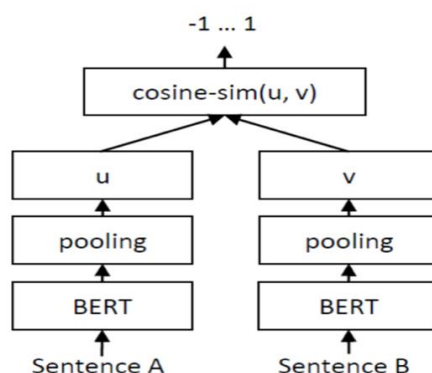 -1 ... 1
cosine-sim(u, v)
u
v
pooling
pooling
BERT
BERT
Sentence A
Sentence B